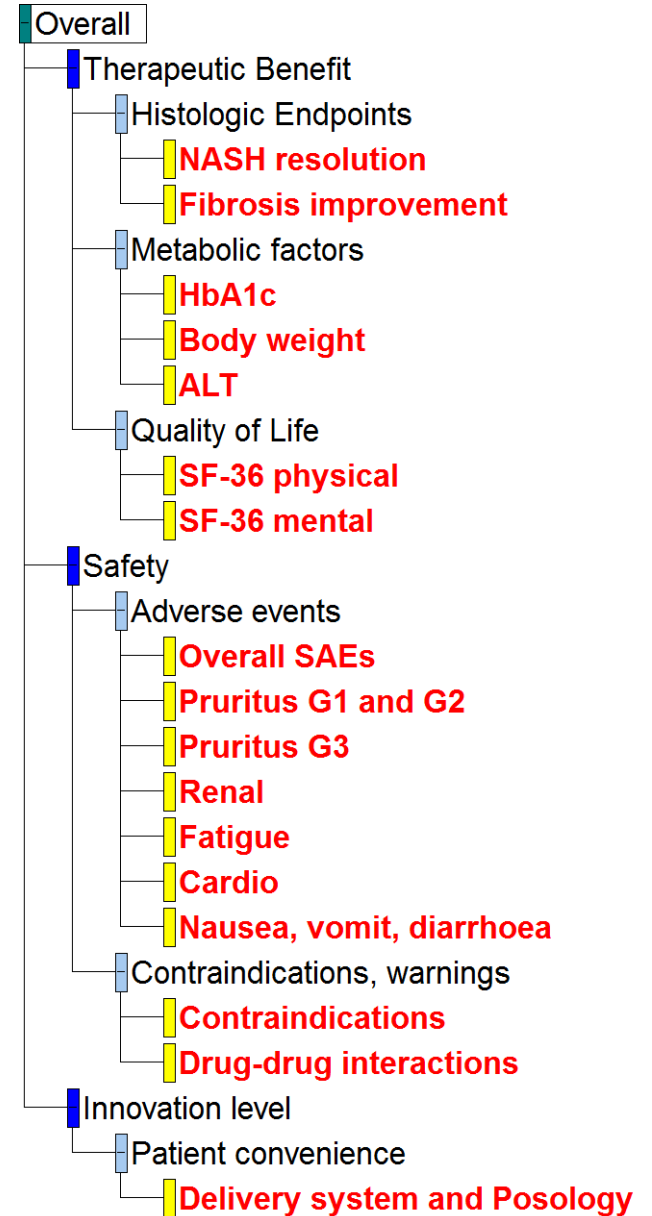 Overall
Therapeutic Benefit
Histologic Endpoints
NASH resolution
Fibrosis improvement
Metabolic factors
HbA1c
Body weight
ALT
Quality of Life
SF-36 physical
SF-36 mental
Safety
Adverse events
Overall SAEs
Pruritus G1 and G2
Pruritus G3
Renal
Fatigue
Cardio
Nausea, vomit, diarrhoea
Contraindications, warnings
Contraindications
Drug-drug interactions
Innovation level
Patient convenience
Delivery system and Posology